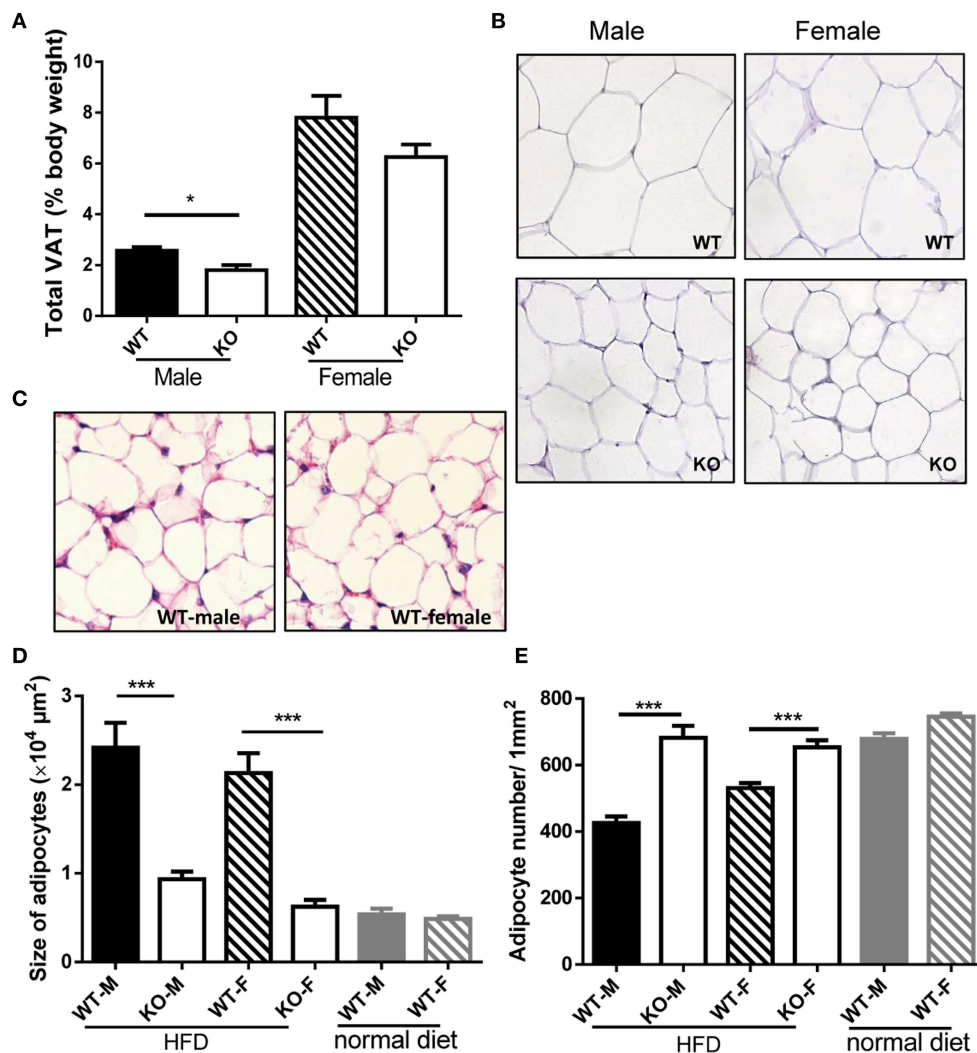 A
Total VAT (% body weight)
10
8
6
4
2
0
*
WT
KO
WT
KO
Male
Female
B
Male
Female
WT
WT
KO
KO
C
WT-male
WT-female
D
Size of adipocytes (×10⁴ µm²)
3
2
1
0
***
***
WT-M
KO-M
WT-F
KO-F
WT-M
WT-F
HFD
normal diet
E
Adipocyte number/ 1mm²
800
600
400
200
0
***
***
WT-M
KO-M
WT-F
KO-F
WT-M
WT-F
HFD
normal diet